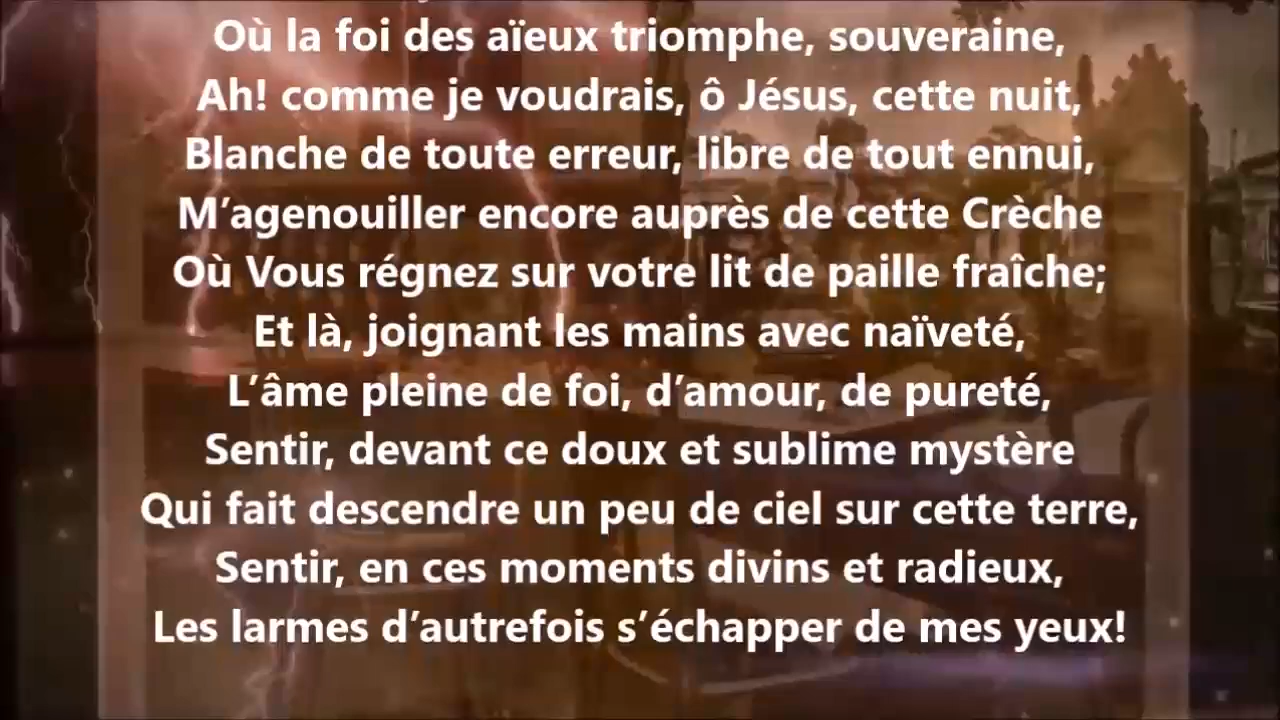 Où la foi des aïeux triomphe, souveraine,
Ah! comme je voudrais, ô Jésus, cette nuit,
Blanche de toute erreur, libre de tout ennui,
M’agenouiller encore auprès de cette Crèche
Où Vous régnez sur votre lit de paille fraîche;
Et là, joignant les mains avec naïveté,
L’âme pleine de foi, d’amour, de pureté,
Sentir, devant ce doux et sublime mystère
Qui fait descendre un peu de ciel sur cette terre,
Sentir, en ces moments divins et radieux,
Les larmes d’autrefois s’échapper de mes yeux!